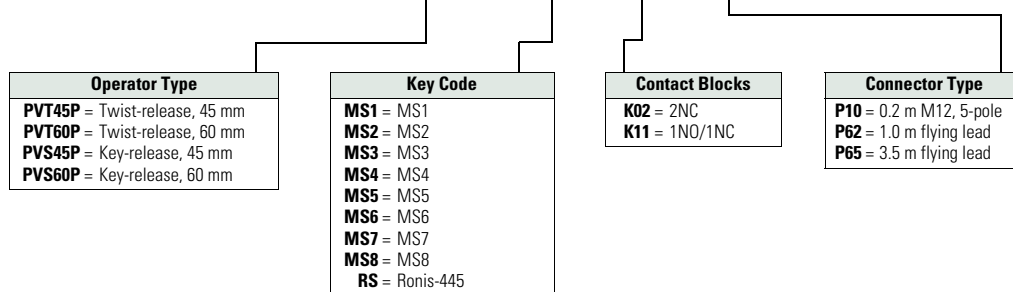 Operator Type
PVT45P = Twist-release, 45 mm
PVT60P = Twist-release, 60 mm
PVS45P = Key-release, 45 mm
PVS60P = Key-release, 60 mm
Key Code
MS1 = MS1
MS2 = MS2
MS3 = MS3
MS4 = MS4
MS5 = MS5
MS6 = MS6
MS7 = MS7
MS8 = MS8
RS = Ronis-445
Contact Blocks
K02 = 2NC
K11 = 1NO/1NC
Connector Type
P10 = 0.2 m M12, 5-pole
P62 = 1.0 m flying lead
P65 = 3.5 m flying lead